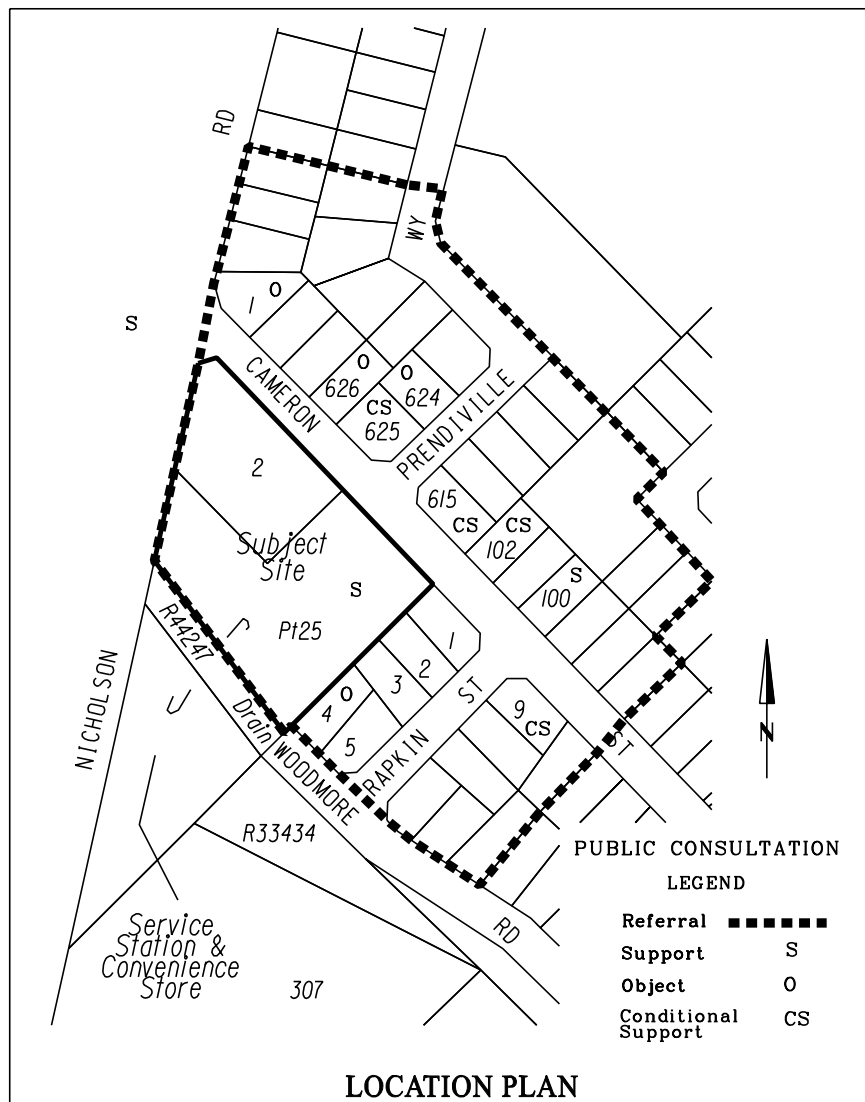 RD
WY
O
1
S
CAMERON
O
626
O
624
CS
625
PRENDIVILLE
2
615
CS
CS
102
S
100
Subject
Site
S
Pt25
R44247
1
2
3
O
4
5
ST
9
CS
ST
NICHOLSON
Drain
WOODMORE
RAPKIN
N
R33434
RD
Service
Station &
Convenience
Store
307
PUBLIC CONSULTATION
LEGEND
Referral
Support S
Object O
Conditional
Support CS
LOCATION PLAN